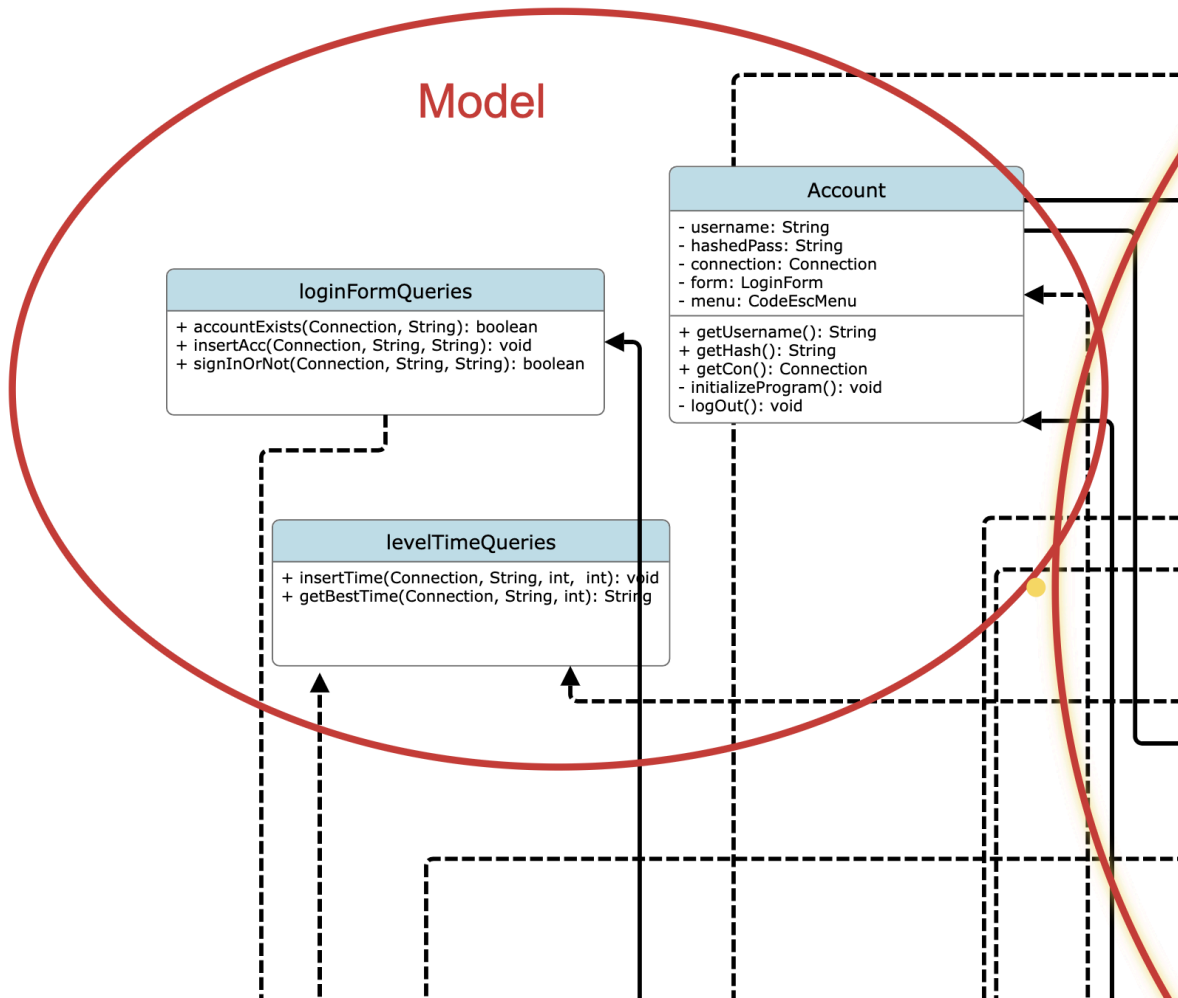 Model
Account
- username: String
- hashedPass: String
- connection: Connection
- form: LoginForm
- menu: CodeEscMenu
+ getUsername(): String
+ getHash(): String
+ getCon(): Connection
- initializeProgram(): void
- logOut(): void
loginFormQueries
+ accountExists(Connection, String): boolean
+ insertAcc(Connection, String, String): void
+ signInOrNot(Connection, String, String): boolean
levelTimeQueries
+ insertTime(Connection, String, int, int): void
+ getBestTime(Connection, String, int): String